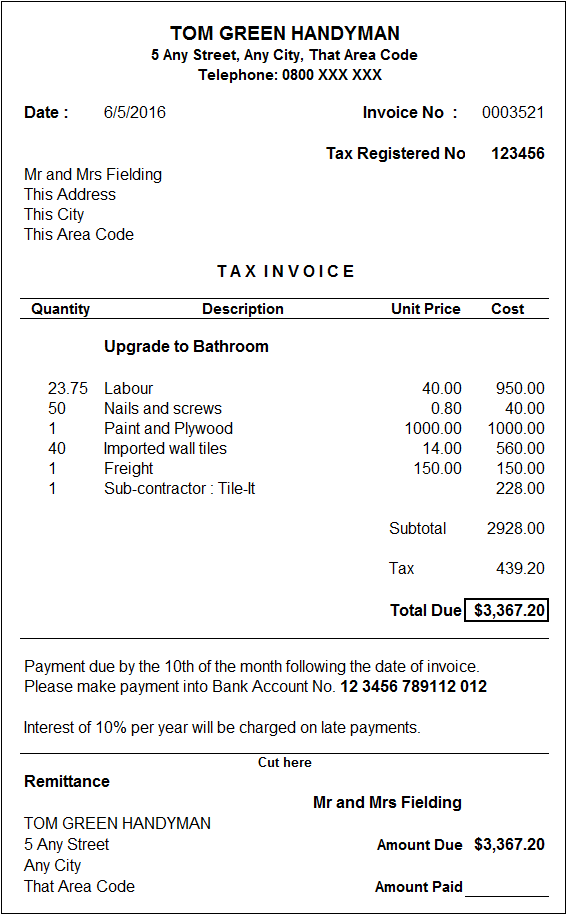 TOM GREEN HANDYMAN
5 Any Street, Any City, That Area Code
Telephone: 0800 XXX XXX
Date : 6/5/2016 Invoice No : 0003521
Tax Registered No 123456
Mr and Mrs Fielding
This Address
This City
This Area Code
TAX INVOICE
Quantity Description Unit Price Cost
Upgrade to Bathroom
23.75 Labour 40.00 950.00
50 Nails and screws 0.80 40.00
1 Paint and Plywood 1000.00 1000.00
40 Imported wall tiles 14.00 560.00
1 Freight 150.00 150.00
1 Sub-contractor : Tile-It 228.00
Subtotal 2928.00
Tax 439.20
Total Due $3,367.20
Payment due by the 10th of the month following the date of invoice.
Please make payment into Bank Account No. 12 3456 789112 012
Interest of 10% per year will be charged on late payments.
Cut here
Remittance
Mr and Mrs Fielding
TOM GREEN HANDYMAN
5 Any Street Amount Due $3,367.20
Any City
That Area Code Amount Paid